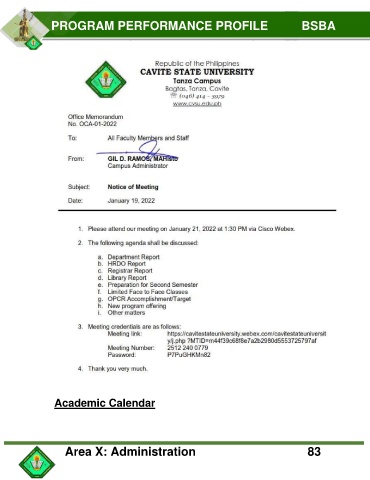 PROGRAM PERFORMANCE PROFILE BSBA
Republic of the Philippines
CAVITE STATE UNIVERSITY
Tanza Campus
Bagtas, Tanza, Cavite
☏ (046) 414 – 3979
www.cvsu.edu.ph
Office Memorandum
No. OCA-01-2022
To: All Faculty Members and Staff
From: GIL D. RAMOS, MAHisto
Campus Administrator
Subject: Notice of Meeting
Date: January 19, 2022
1. Please attend our meeting on January 21, 2022 at 1:30 PM via Cisco Webex.
2. The following agenda shall be discussed:
a. Department Report
b. HRDO Report
c. Registrar Report
d. Library Report
e. Preparation for Second Semester
f. Limited Face to Face Classes
g. OPCR Accomplishment/Target
h. New program offering
i. Other matters
3. Meeting credentials are as follows:
Meeting link: https://cavitestateuniversity.webex.com/cavitestateuniversit
y/j.php?MTID=m44f39c68f8e7a2b2980d5553725797af
Meeting Number: 2512 240 0779
Password: P7PuGHKMn82
4. Thank you very much.
Academic Calendar
Area X: Administration 83